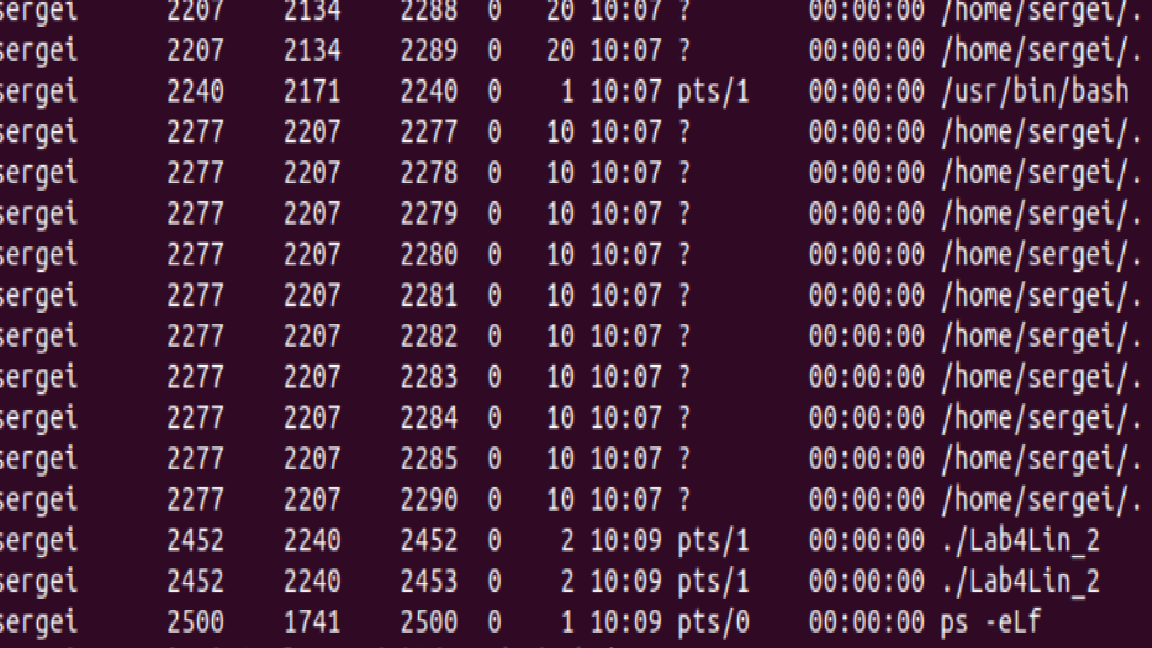 sergei 2207 2134 2288 0 20 10:07 ? 00:00:00 /home/sergei/.
sergei 2207 2134 2289 0 20 10:07 ? 00:00:00 /home/sergei/.
sergei 2240 2171 2240 0 1 10:07 pts/1 00:00:00 /usr/bin/bash
sergei 2277 2207 2277 0 10 10:07 ? 00:00:00 /home/sergei/.
sergei 2277 2207 2278 0 10 10:07 ? 00:00:00 /home/sergei/.
sergei 2277 2207 2279 0 10 10:07 ? 00:00:00 /home/sergei/.
sergei 2277 2207 2280 0 10 10:07 ? 00:00:00 /home/sergei/.
sergei 2277 2207 2281 0 10 10:07 ? 00:00:00 /home/sergei/.
sergei 2277 2207 2282 0 10 10:07 ? 00:00:00 /home/sergei/.
sergei 2277 2207 2283 0 10 10:07 ? 00:00:00 /home/sergei/.
sergei 2277 2207 2284 0 10 10:07 ? 00:00:00 /home/sergei/.
sergei 2277 2207 2285 0 10 10:07 ? 00:00:00 /home/sergei/.
sergei 2277 2207 2290 0 10 10:07 ? 00:00:00 /home/sergei/.
sergei 2452 2240 2452 0 2 10:09 pts/1 00:00:00 ./Lab4Lin_2
sergei 2452 2240 2453 0 2 10:09 pts/1 00:00:00 ./Lab4Lin_2
sergei 2500 1741 2500 0 1 10:09 pts/0 00:00:00 ps -eLf